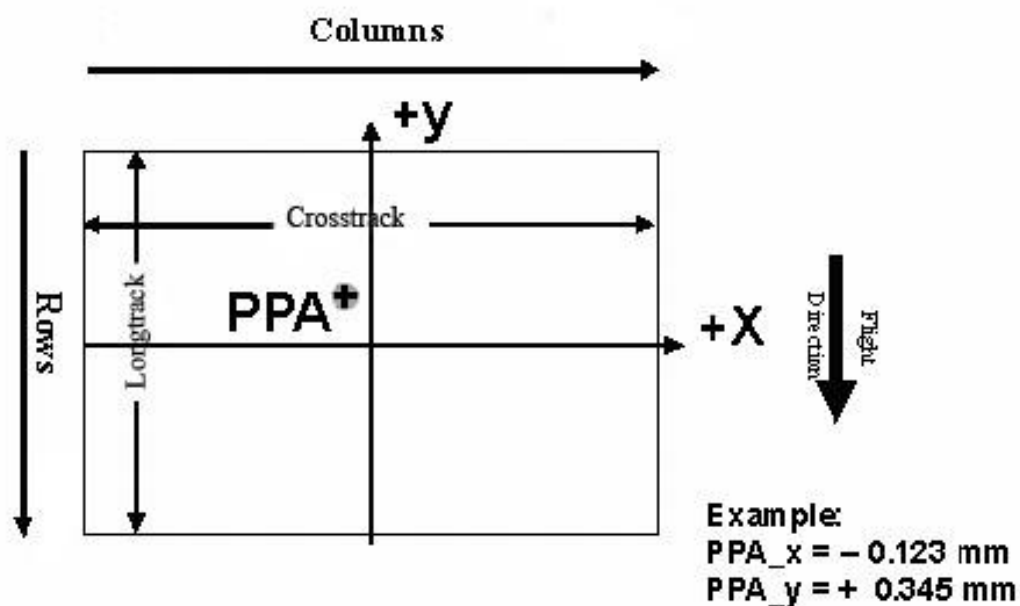 Columns
+y
Crosstrack
Rows
Longtrack
PPA
+X
Flight
Direction
Example:
PPA_x = – 0.123 mm
PPA_y = + 0.345 mm